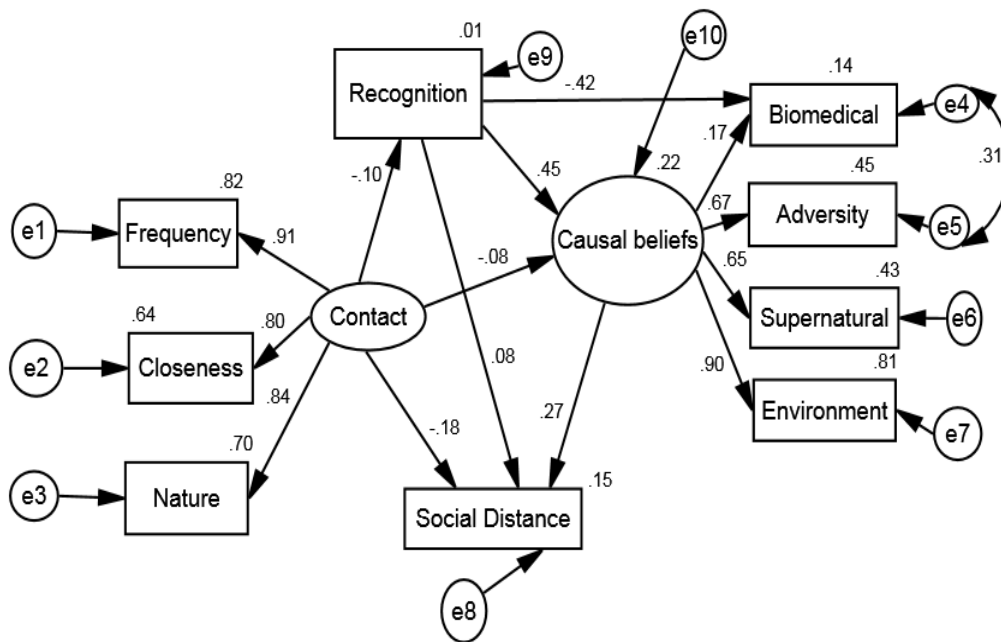 .01
e9
Recognition
e10
-.42
.14
Biomedical
e4
.17
.31
.45
.22
-.10
.45
Adversity
e5
.67
.82
e1
Frequency
.91
Causal beliefs
-.08
.65
.43
Supernatural
e6
Contact
.64
.80
e2
Closeness
.08
.90
.81
Environment
e7
.84
.27
-.18
.70
e3
Nature
.15
Social Distance
e8